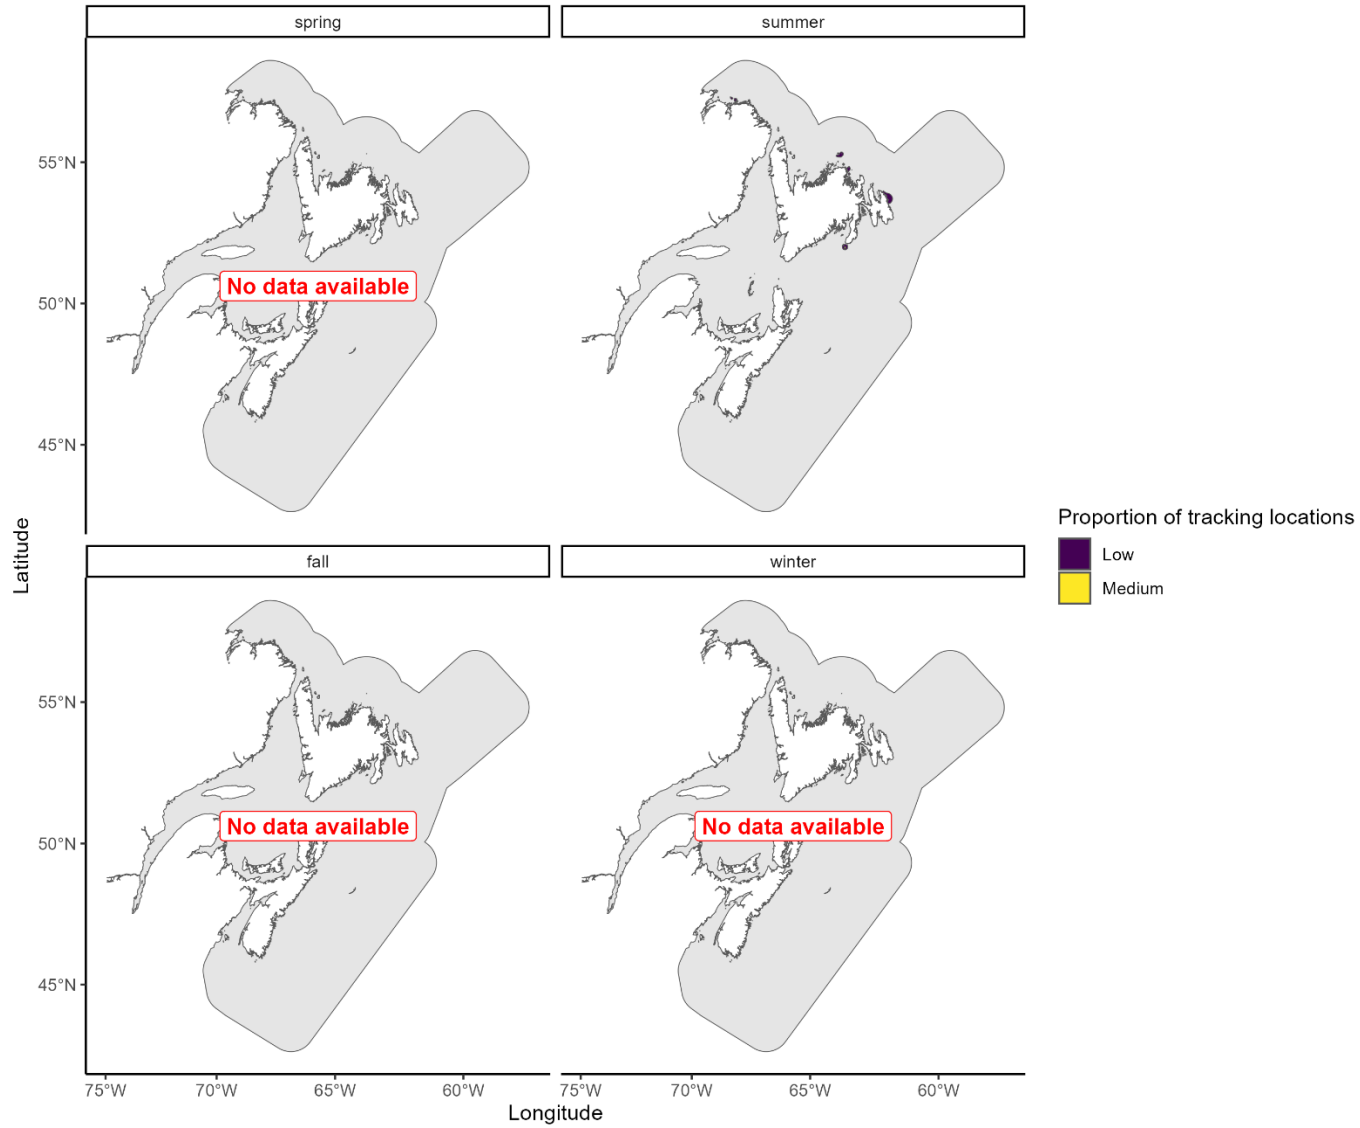 spring
summer
55°N
50°N
45°N
No data available
Latitude
fall
winter
55°N
50°N
45°N
No data available
No data available
75°W 70°W 65°W 60°W 75°W 70°W 65°W 60°W
Longitude
Proportion of tracking locations
Low
Medium